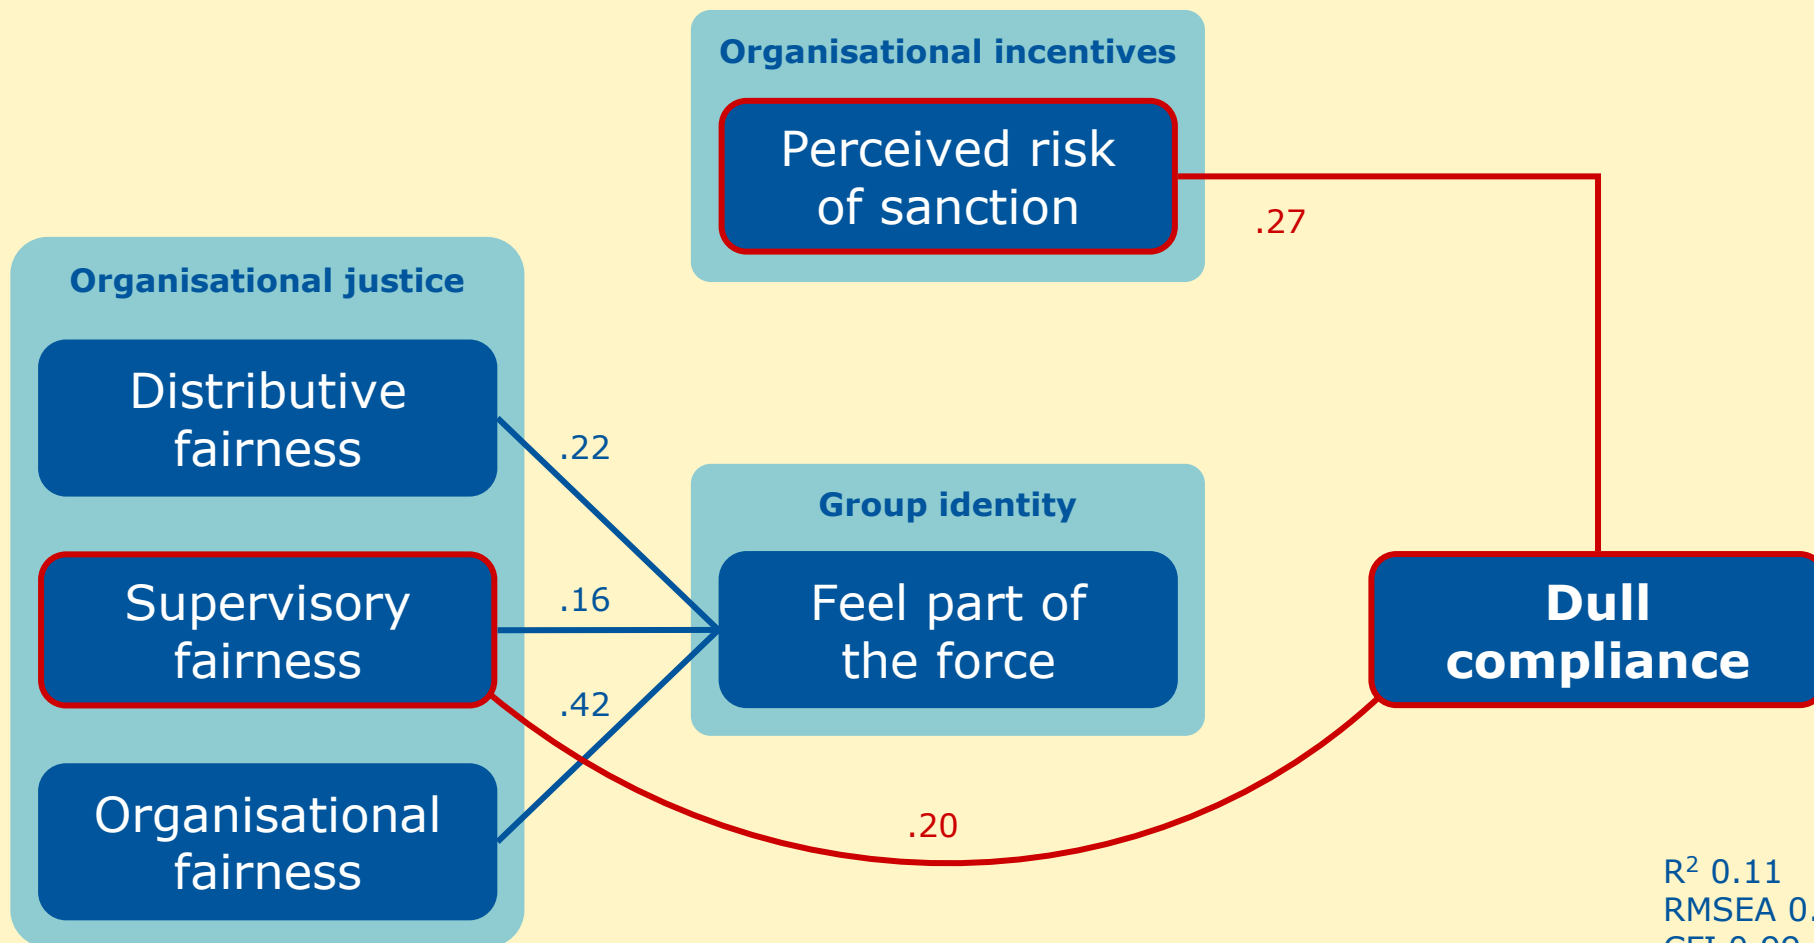 Organisational incentives
Perceived risk
of sanction
.27
Organisational justice
Distributive
fairness
.22
Group identity
Supervisory
fairness
.16
Feel part of
the force
Dull
compliance
.42
Organisational
fairness
.20
R² 0.11
RMSEA 0.